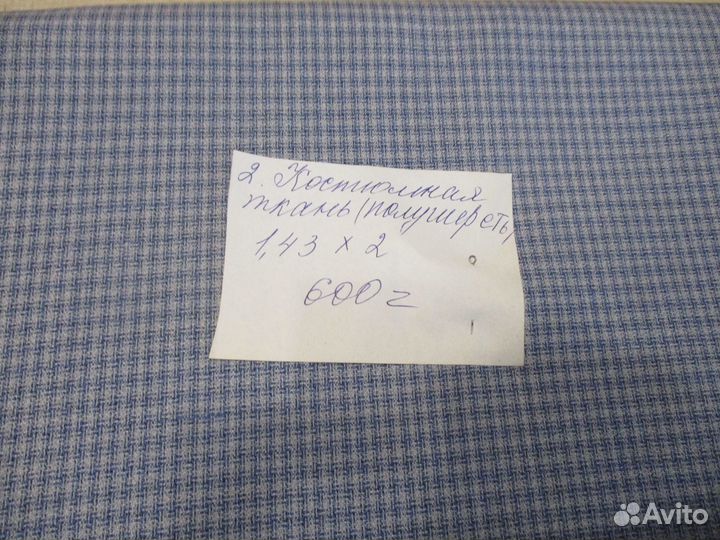 2. Костюмная
ткань (полушерсть)
1,43 x 2
600=
Avito